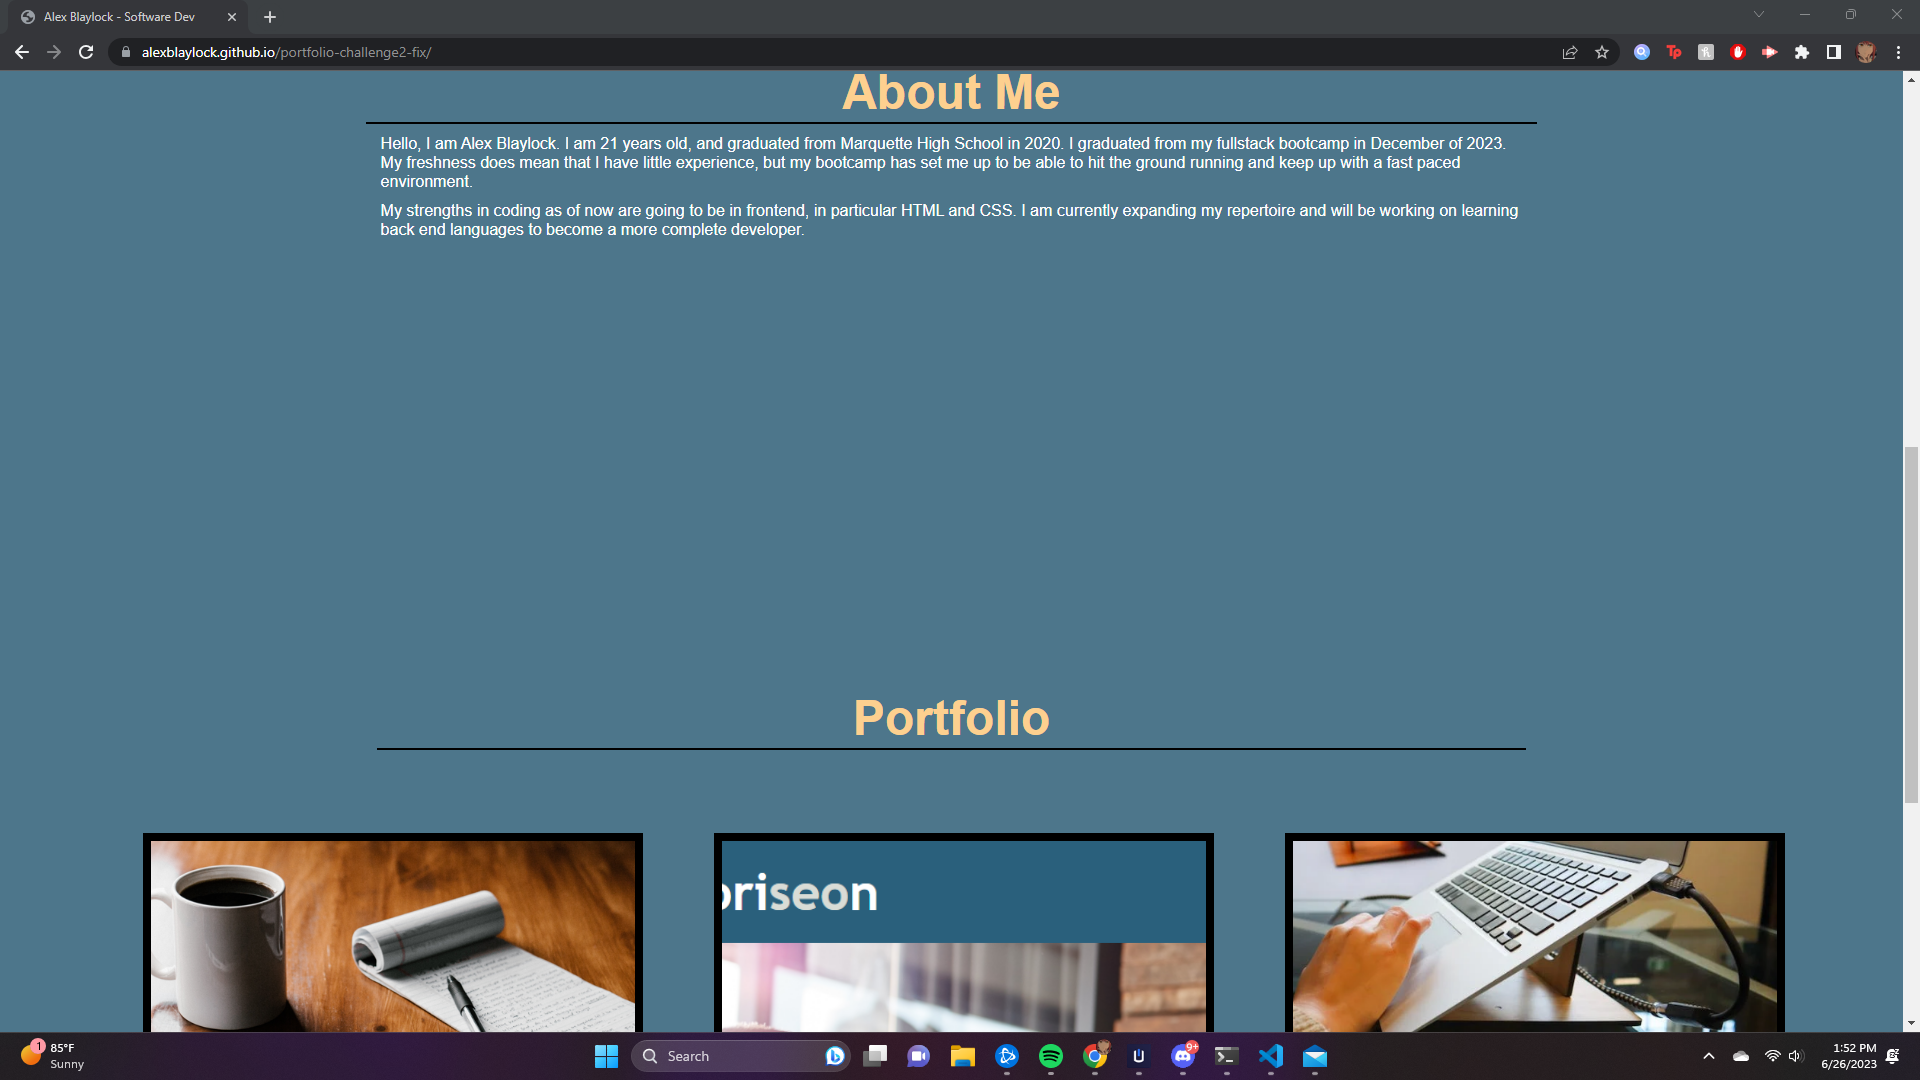 Alex Blaylock - Software Dev
alexblaylock.github.io/portfolio-challenge2-fix/
About Me
Hello, I am Alex Blaylock. I am 21 years old, and graduated from Marquette High School in 2020. I graduated from my fullstack bootcamp in December of 2023.
My freshness does mean that I have little experience, but my bootcamp has set me up to be able to hit the ground running and keep up with a fast paced
environment.
My strengths in coding as of now are going to be in frontend, in particular HTML and CSS. I am currently expanding my repertoire and will be working on learning
back end languages to become a more complete developer.
Portfolio
oriseon
1
85°F
Sunny
Search
9+
1:52 PM
6/26/2023